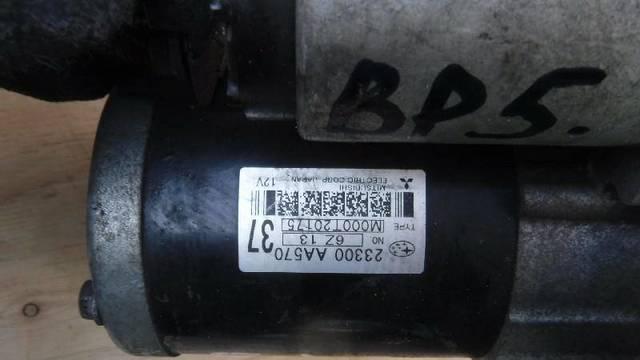 BP5.
23300 AA570
NO 6Z 13 37
TYPE M000T20175
12V MITSUBISHI
ELECTRIC CORP. JAPAN